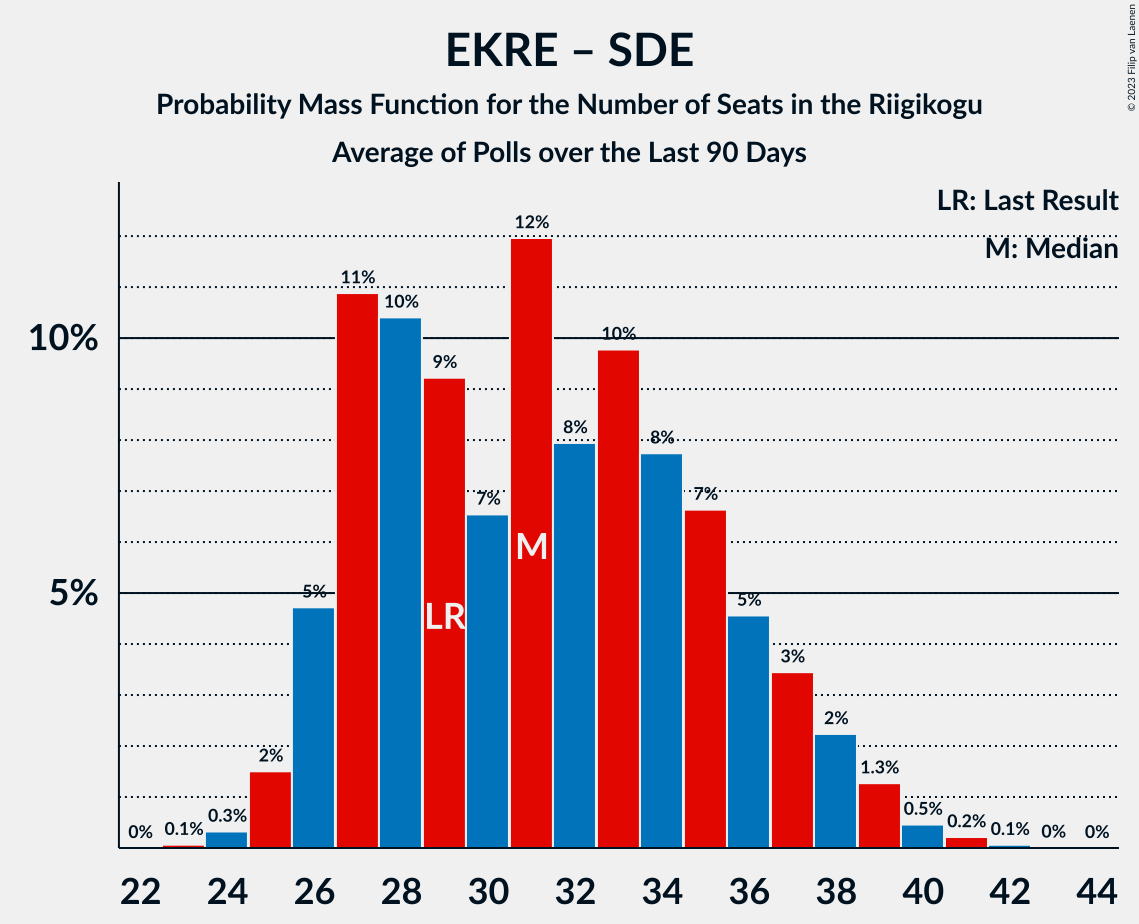 © 2023 Filip van Laenen
EKRE – SDE
Probability Mass Function for the Number of Seats in the Riigikogu
Average of Polls over the Last 90 Days
LR: Last Result
M: Median
10%
5%
0%
0.1%
0.3%
2%
5%
11%
10%
9%
7%
12%
8%
10%
8%
7%
5%
3%
2%
1.3%
0.5%
0.2%
0.1%
0%
0%
LR
M
22 24 26 28 30 32 34 36 38 40 42 44